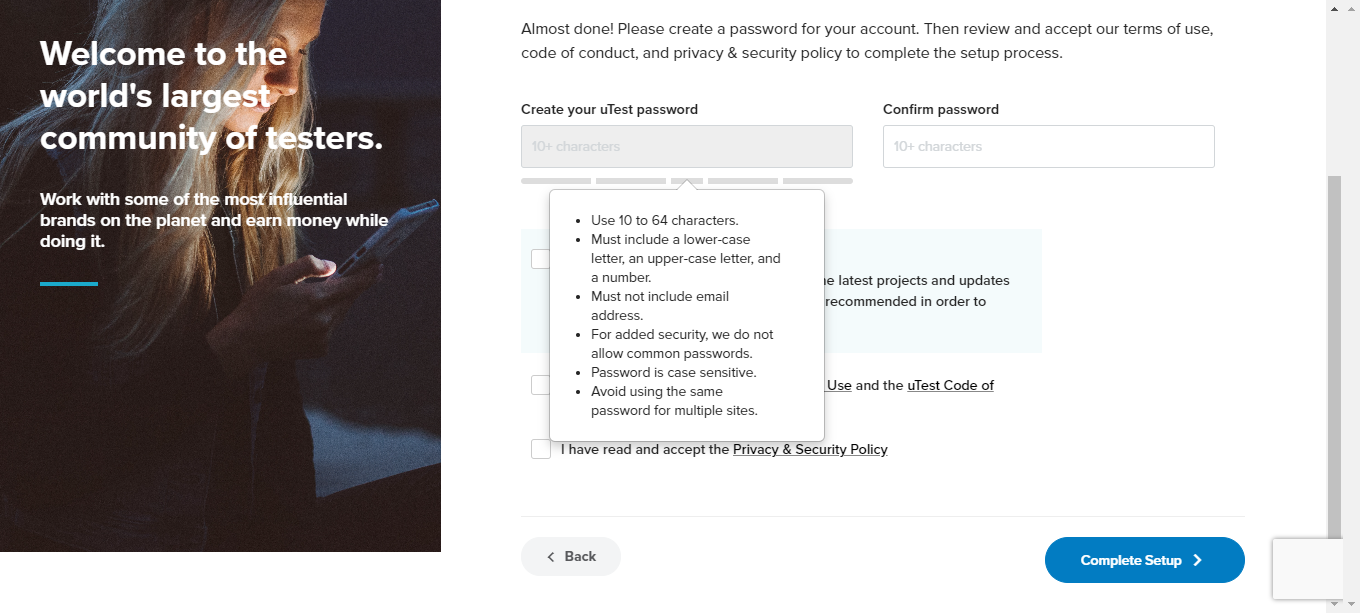 Welcome to the
world's largest
community of testers.
Work with some of the most influential
brands on the planet and earn money while
doing it.
Almost done! Please create a password for your account. Then review and accept our terms of use,
code of conduct, and privacy & security policy to complete the setup process.
Create your uTest password
Confirm password
10+ characters
10+ characters
Use 10 to 64 characters.
Must include a lower-case
letter, an upper-case letter, and
a number.
Must not include email
address.
For added security, we do not
allow common passwords.
Password is case sensitive.
Avoid using the same
password for multiple sites.
latest projects and updates
recommended in order to
Use and the uTest Code of
I have read and accept the Privacy & Security Policy
Back
Complete Setup